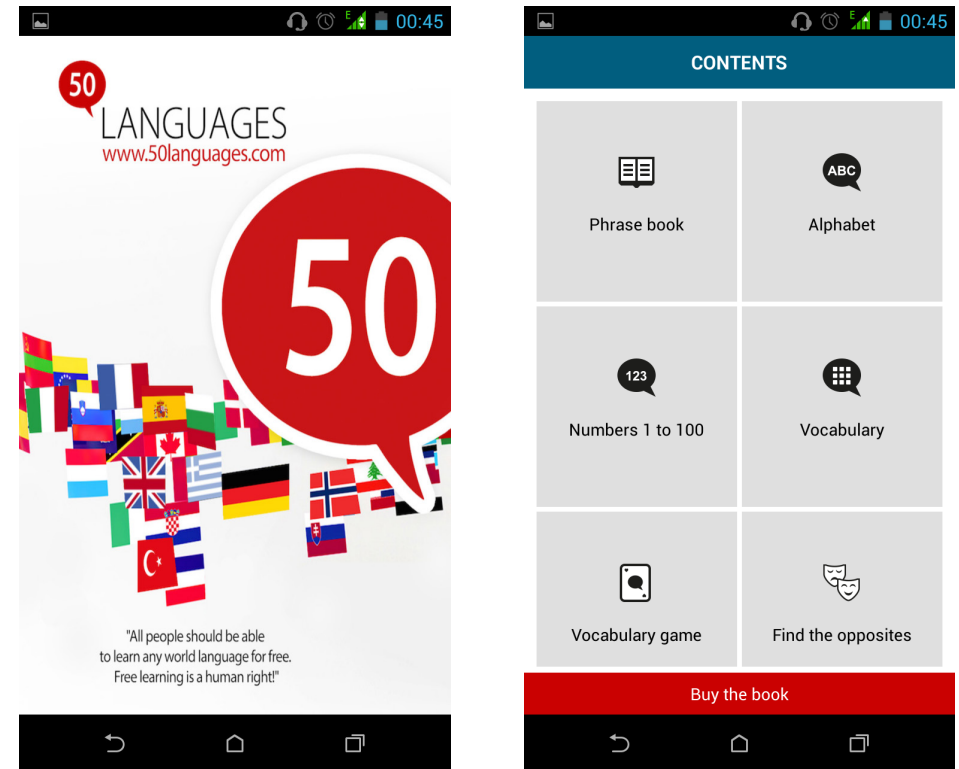 E
00:45
50
LANGUAGES
www.50languages.com
50
"All people should be able
to learn any world language for free.
Free learning is a human right!"
E
00:45
CONTENTS
Phrase book
ABC
Alphabet
123
Numbers 1 to 100
Vocabulary
Vocabulary game
Find the opposites
Buy the book